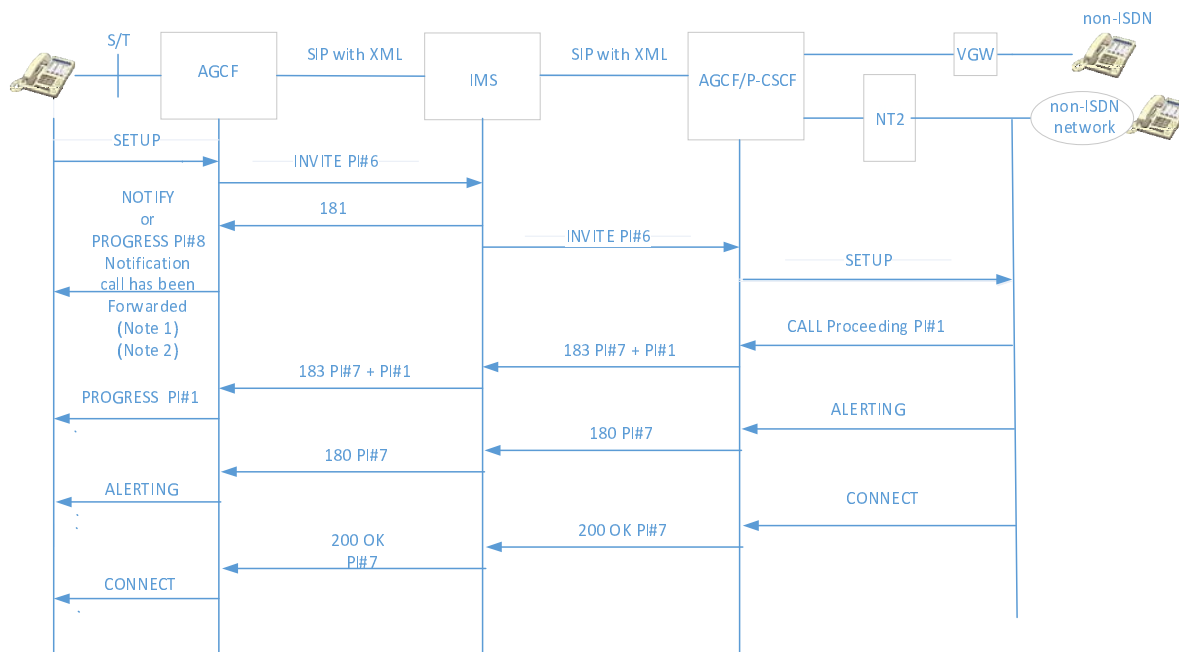 non-ISDN
S/T
AGCF
SIP with XML
IMS
SIP with XML
AGCF/P-CSCF
VGW
NT2
non-ISDN
network
SETUP
INVITE PI#6
NOTIFY
or
PROGRESS PI#8
Notification
call has been
Forwarded
(Note 1)
(Note 2)
181
INVITE PI#6
SETUP
CALL Proceeding PI#1
183 PI#7 + PI#1
183 PI#7 + PI#1
PROGRESS PI#1
ALERTING
180 PI#7
180 PI#7
ALERTING
CONNECT
200 OK PI#7
200 OK
PI#7
CONNECT